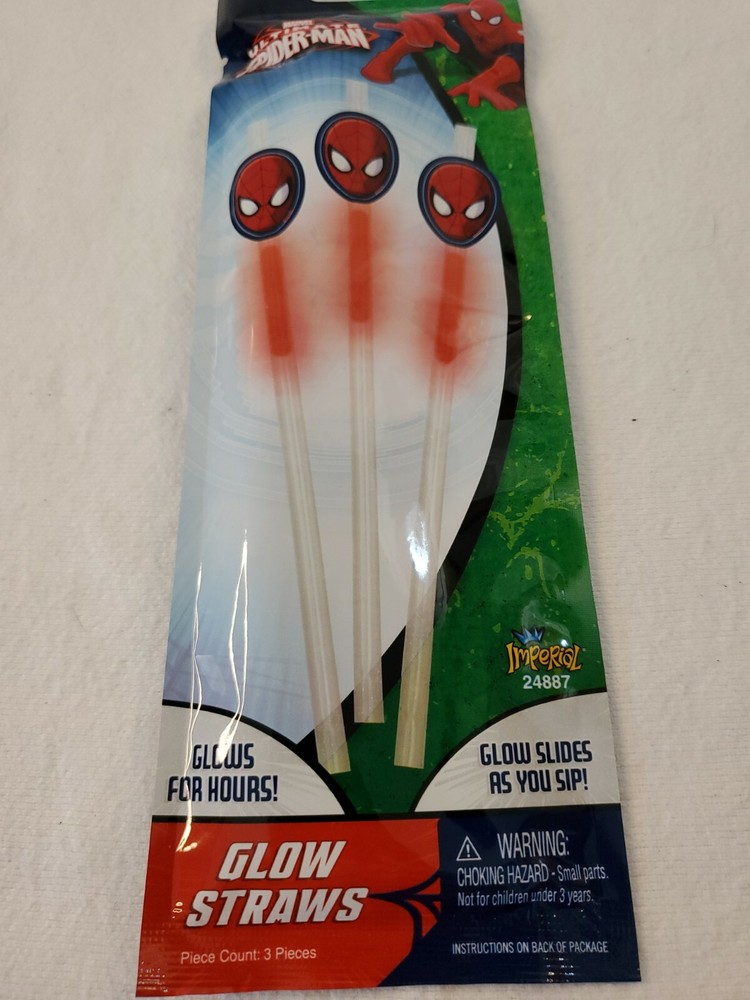 MARVEL
ULTIMATE
SPIDER-MAN
IMPERIAL
24887
GLOWS
FOR HOURS!
GLOW SLIDES
AS YOU SIP!
GLOW
STRAWS
Piece Count: 3 Pieces
⚠ WARNING:
CHOKING HAZARD - Small parts.
Not for children under 3 years.
INSTRUCTIONS ON BACK OF PACKAGE